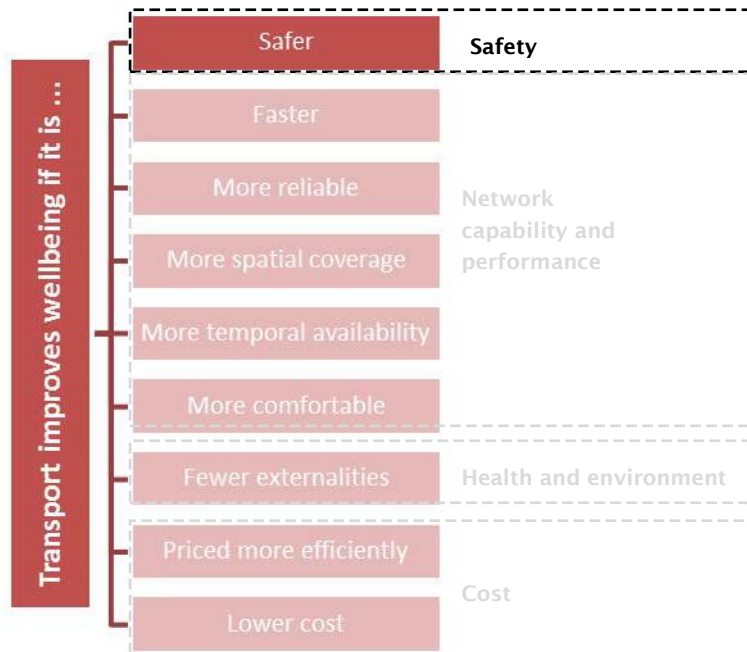 Transport improves wellbeing if it is ...
Safer
Safety
Faster
More reliable
More spatial coverage
More temporal availability
More comfortable
Network
capability and
performance
Fewer externalities
Health and environment
Priced more efficiently
Lower cost
Cost